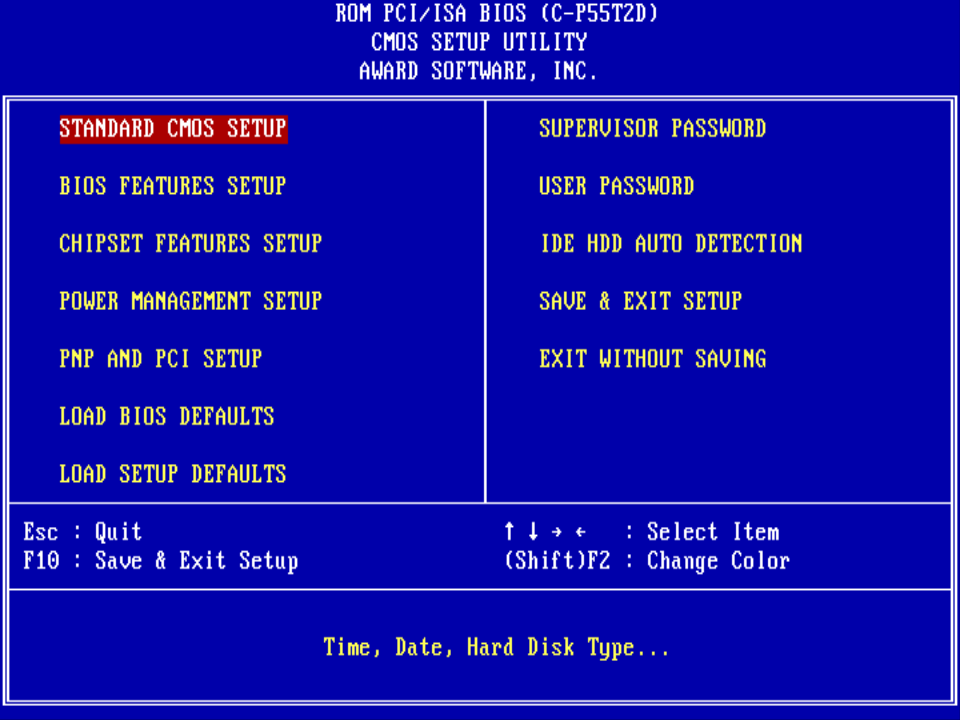 ROM PCI/ISA BIOS (C-P55T2D)
CMOS SETUP UTILITY
AWARD SOFTWARE, INC.
STANDARD CMOS SETUP
BIOS FEATURES SETUP
CHIPSET FEATURES SETUP
POWER MANAGEMENT SETUP
PNP AND PCI SETUP
LOAD BIOS DEFAULTS
LOAD SETUP DEFAULTS
SUPERVISOR PASSWORD
USER PASSWORD
IDE HDD AUTO DETECTION
SAVE & EXIT SETUP
EXIT WITHOUT SAVING
Esc : Quit
F10 : Save & Exit Setup
↑ ↓ → ← : Select Item
(Shift)F2 : Change Color
Time, Date, Hard Disk Type...